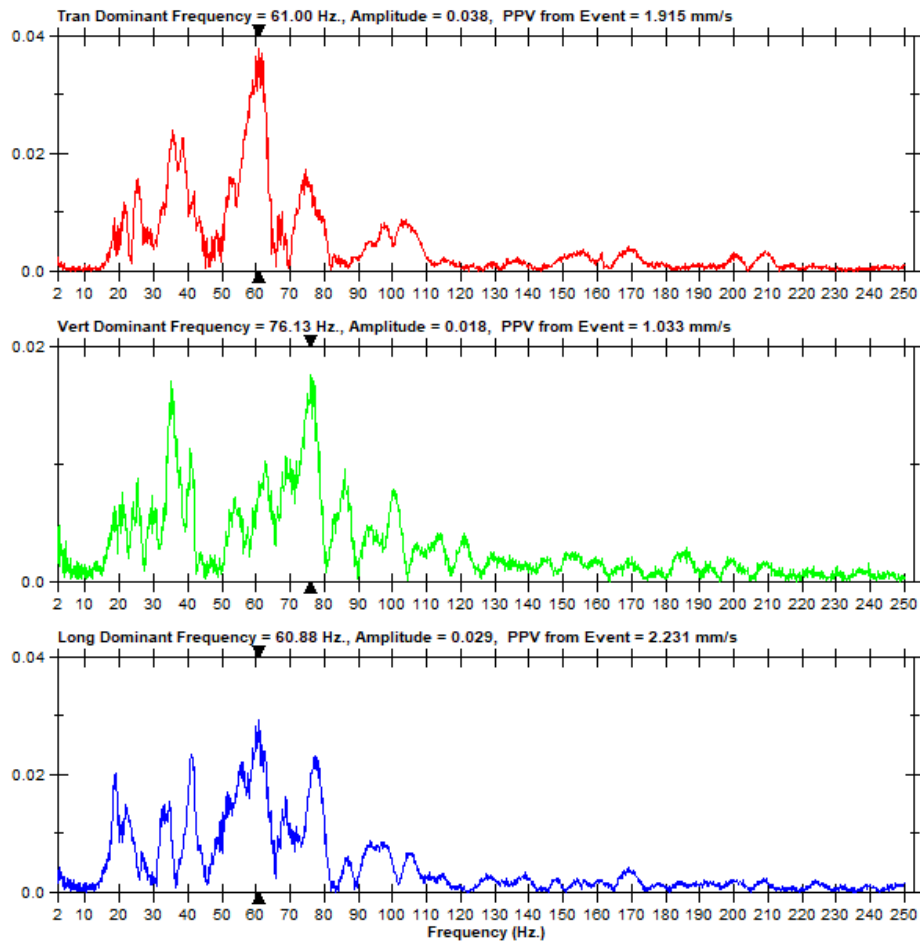 Tran Dominant Frequency = 61.00 Hz., Amplitude = 0.038, PPV from Event = 1.915 mm/s
0.04
0.02
0.0
2 10 20 30 40 50 60 70 80 90 100 110 120 130 140 150 160 170 180 190 200 210 220 230 240 250
Vert Dominant Frequency = 76.13 Hz., Amplitude = 0.018, PPV from Event = 1.033 mm/s
0.02
0.0
2 10 20 30 40 50 60 70 80 90 100 110 120 130 140 150 160 170 180 190 200 210 220 230 240 250
Long Dominant Frequency = 60.88 Hz., Amplitude = 0.029, PPV from Event = 2.231 mm/s
0.04
0.02
0.0
2 10 20 30 40 50 60 70 80 90 100 110 120 130 140 150 160 170 180 190 200 210 220 230 240 250
Frequency (Hz.)